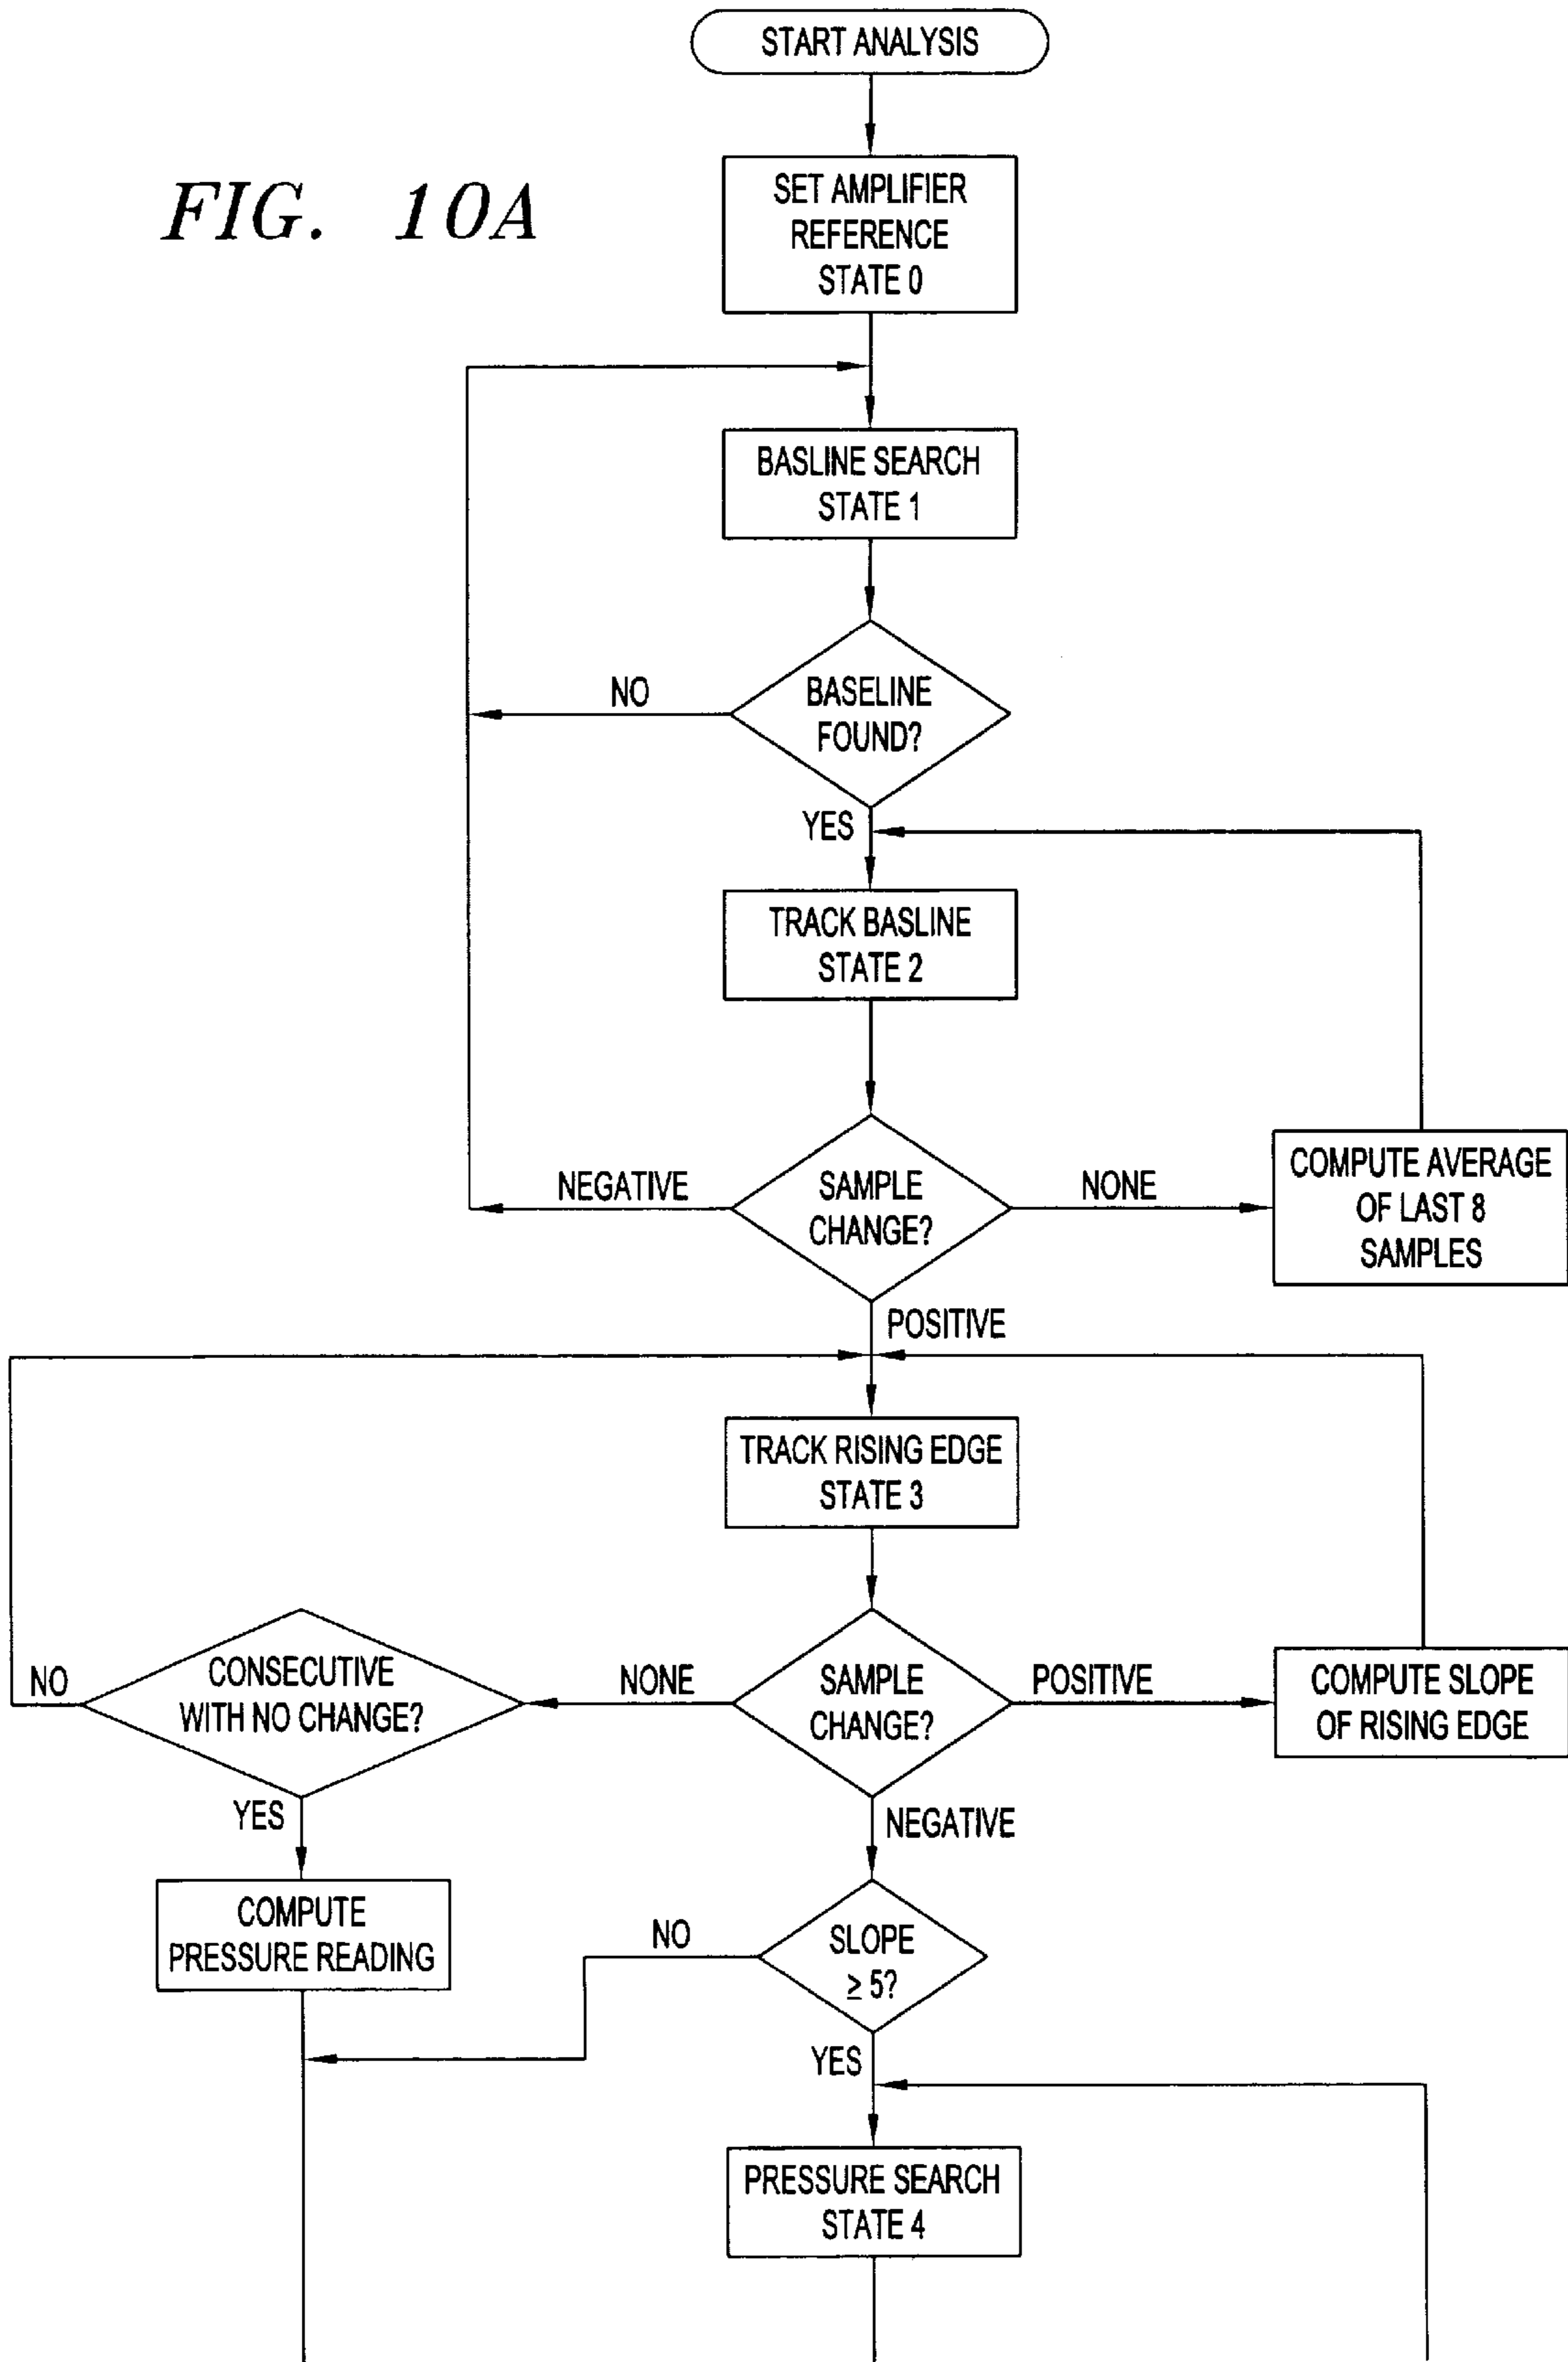 START ANALYSIS
FIG. 10A
SET AMPLIFIER
REFERENCE
STATE 0
BASLINE SEARCH
STATE 1
NO
BASELINE
FOUND?
YES
TRACK BASLINE
STATE 2
NEGATIVE
SAMPLE
CHANGE?
NONE
COMPUTE AVERAGE
OF LAST 8
SAMPLES
POSITIVE
TRACK RISING EDGE
STATE 3
NO
CONSECUTIVE
WITH NO CHANGE?
NONE
SAMPLE
CHANGE?
POSITIVE
COMPUTE SLOPE
OF RISING EDGE
YES
NEGATIVE
COMPUTE
PRESSURE READING
NO
SLOPE
≥ 5?
YES
PRESSURE SEARCH
STATE 4